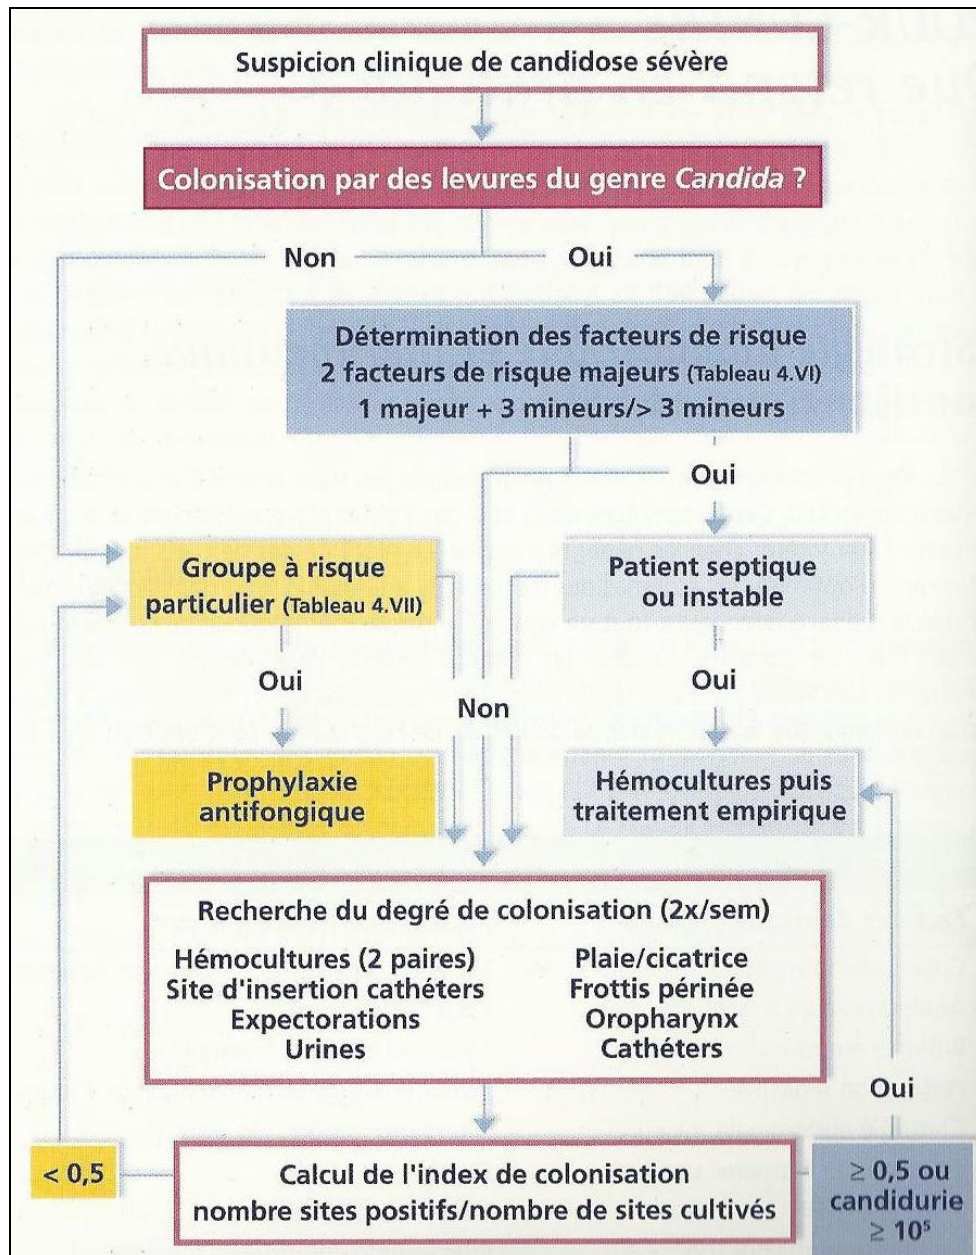 Suspicion clinique de candidose sévère
Colonisation par des levures du genre Candida ?
Non
Oui
Détermination des facteurs de risque
2 facteurs de risque majeurs (Tableau 4.VI)
1 majeur + 3 mineurs/> 3 mineurs
Oui
Groupe à risque
particulier (Tableau 4.VII)
Patient septique
ou instable
Oui
Non
Oui
Prophylaxie
antifongique
Hémocultures puis
traitement empirique
Recherche du degré de colonisation (2x/sem)
Hémocultures (2 paires)
Site d'insertion cathéters
Expectorations
Urines
Plaie/cicatrice
Frottis périnée
Oropharynx
Cathéters
Oui
< 0,5
Calcul de l'index de colonisation
nombre sites positifs/nombre de sites cultivés
≥ 0,5 ou
candidurie
≥ 10⁵